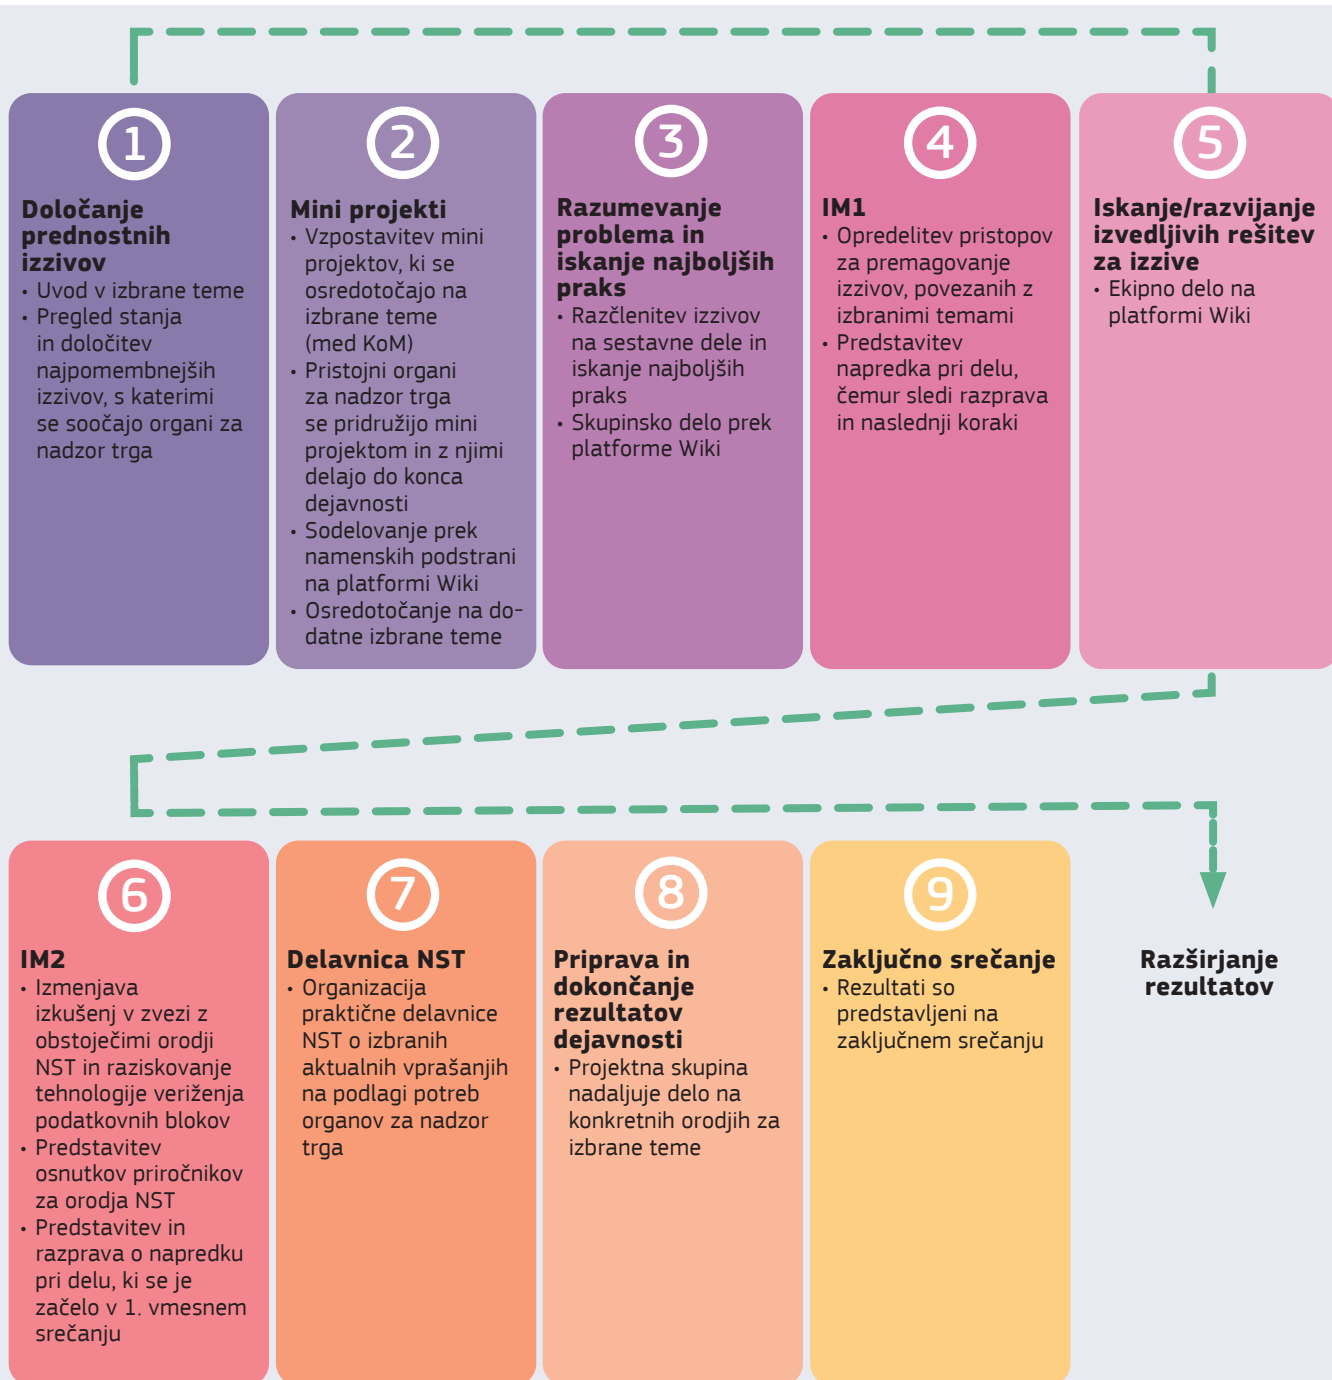 1
Določanje
prednostnih
izzivov
• Uvod v izbrane teme
• Pregled stanja
in določitev
najpomembnejših
izzivov, s katerimi
se soočajo organi za
nadzor trga
2
Mini projekti
• Vzpostavitev mini
projektov, ki se
osredotočajo na
izbrane teme
(med KoM)
• Pristojni organi
za nadzor trga
se pridružijo mini
projektom in z njimi
delajo do konca
dejavnosti
• Sodelovanje prek
namenskih podstrani
na platformi Wiki
• Osredotočanje na do-
datne izbrane teme
3
Razumevanje
problema in
iskanje najboljših
praks
• Razčlenitev izzivov
na sestavne dele in
iskanje najboljših
praks
• Skupinsko delo prek
platforme Wiki
4
IM1
• Opredelitev pristopov
za premagovanje
izzivov, povezanih z
izbranimi temami
• Predstavitev
napredka pri delu,
čemur sledi razprava
in naslednji koraki
5
Iskanje/razvijanje
izvedljivih rešitev
za izzive
• Ekipno delo na
platformi Wiki
6
IM2
• Izmenjava
izkušenj v zvezi z
obstoječimi orodji
NST in raziskovanje
tehnologije veriženja
podatkovnih blokov
• Predstavitev
osnutkov priročnikov
za orodja NST
• Predstavitev in
razprava o napredku
pri delu, ki se je
začelo v 1. vmesnem
srečanju
7
Delavnica NST
• Organizacija
praktične delavnice
NST o izbranih
aktualnih vprašanjih
na podlagi potreb
organov za nadzor
trga
8
Priprava in
dokončanje
rezultatov
dejavnosti
• Projektna skupina
nadaljuje delo na
konkretnih orodjih za
izbrane teme
9
Zaključno srečanje
• Rezultati so
predstavljeni na
zaključnem srečanju
Razširjanje
rezultatov